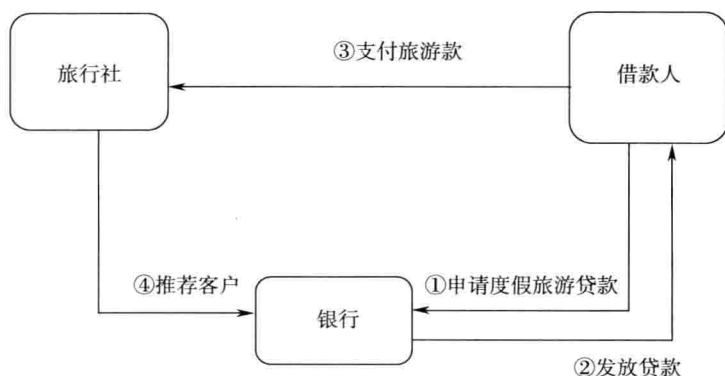 ③支付旅游款
旅行社
借款人
④推荐客户
①申请度假旅游贷款
银行
②发放贷款